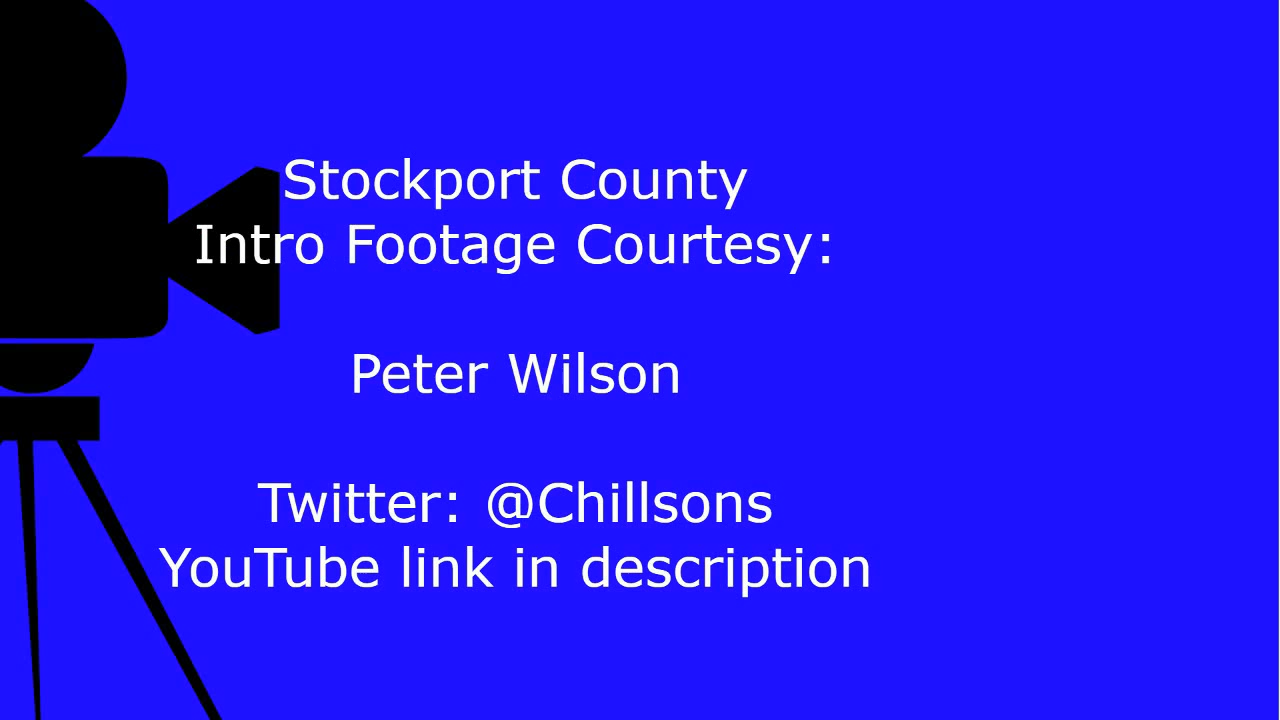 Stockport County
Intro Footage Courtesy:
Peter Wilson
Twitter: @Chillsons
YouTube link in description